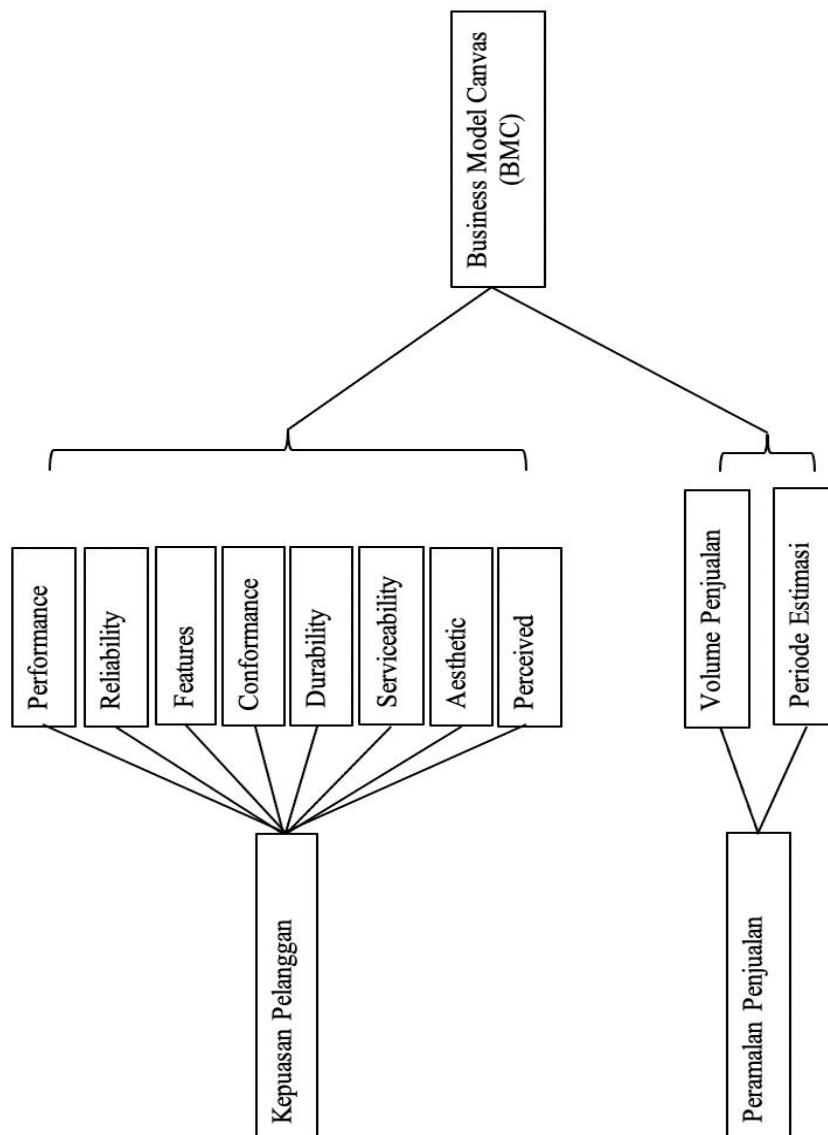 Kepuasan Pelanggan
Performance
Reliability
Features
Conformance
Durability
Serviceability
Aesthetic
Perceived
Peramalan Penjualan
Volume Penjualan
Periode Estimasi
Business Model Canvas
(BMC)